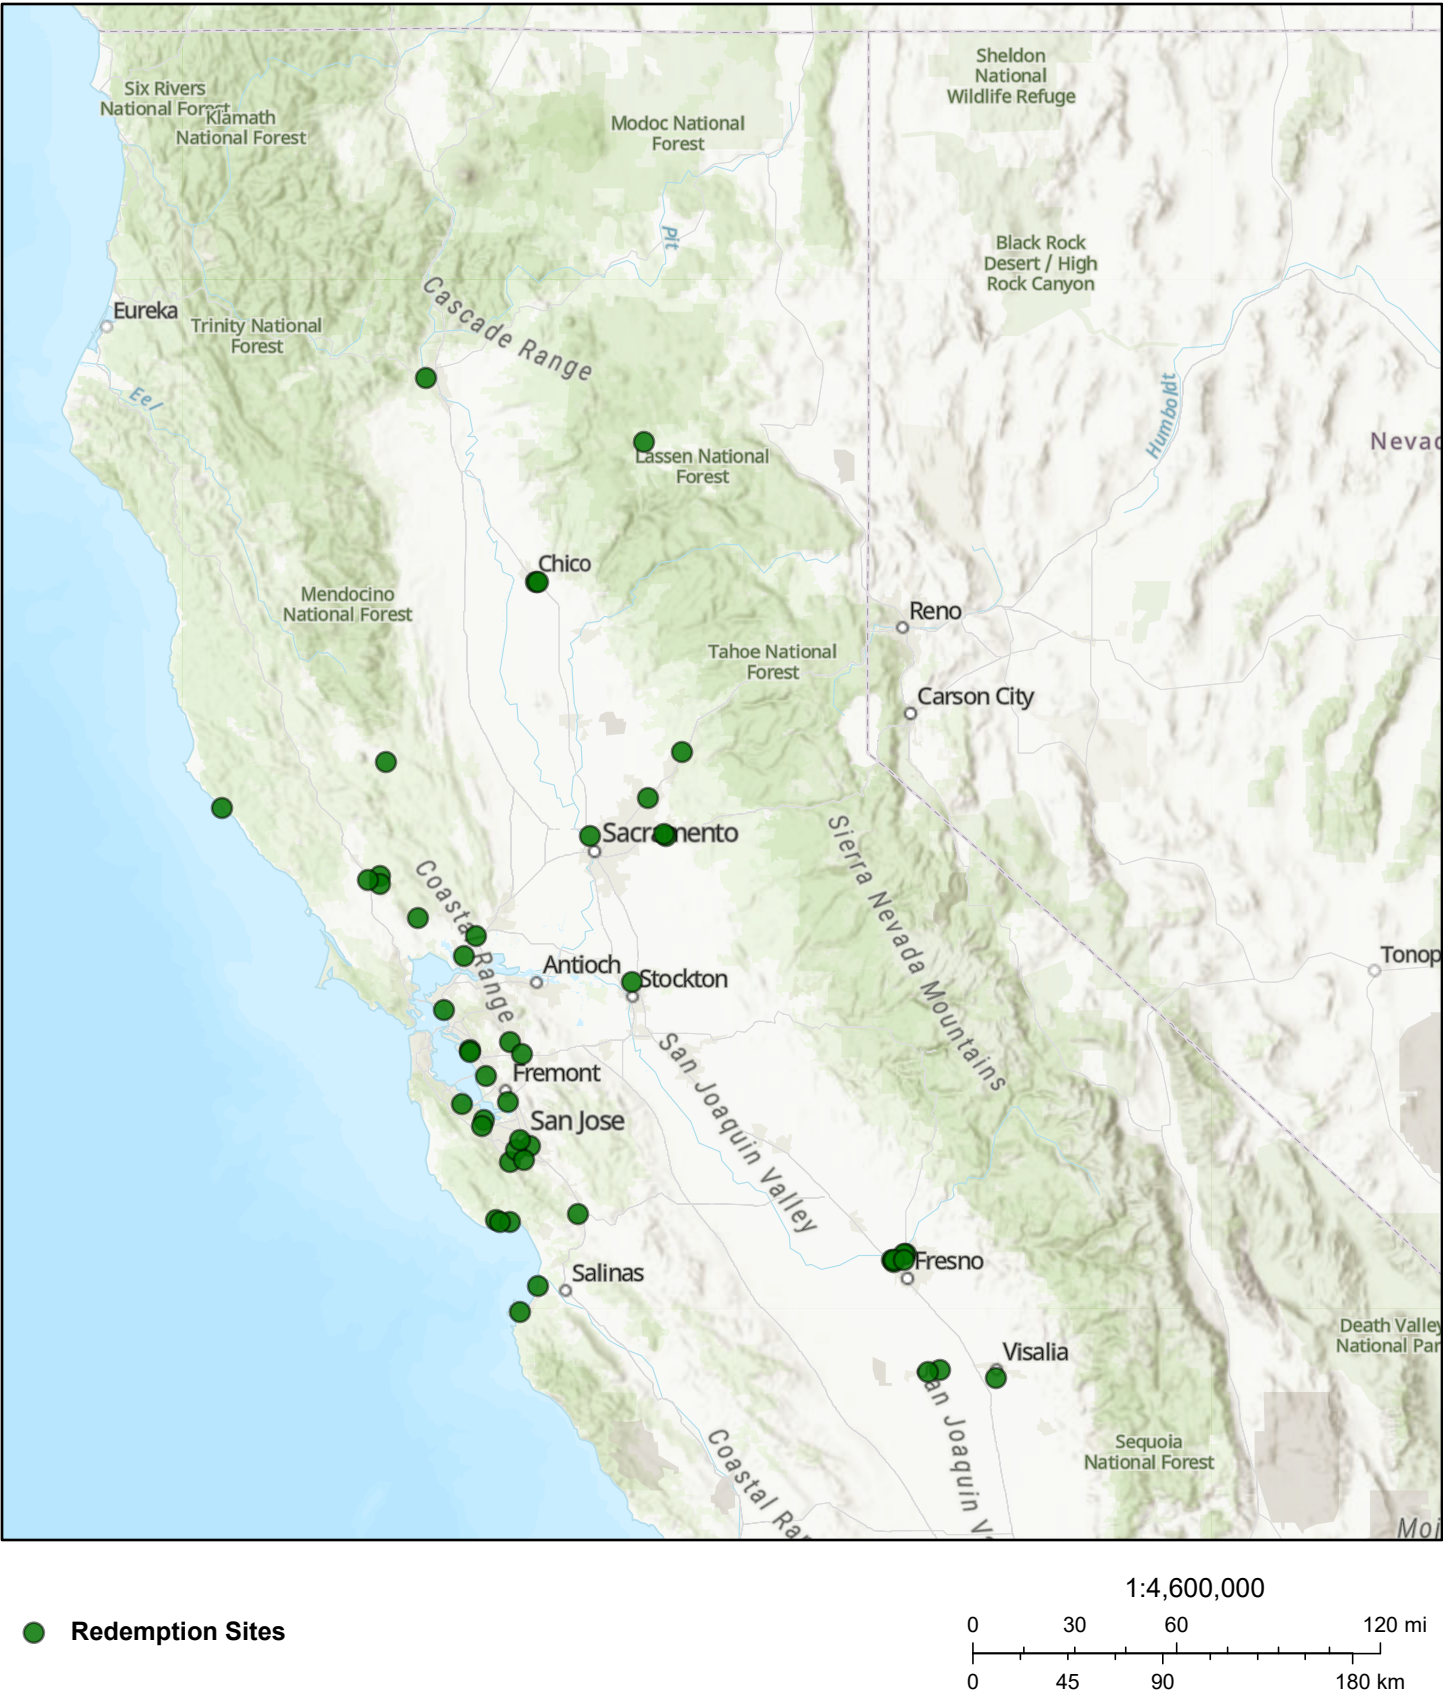 Sheldon
National
Wildlife Refuge
Six Rivers
National Forest
Klamath
National Forest
Modoc National
Forest
Pit
Black Rock
Desert / High
Rock Canyon
Cascade Range
Eureka
Trinity National
Forest
Eel
Humboldt
Nevad
Lassen National
Forest
Chico
Mendocino
National Forest
Reno
Tahoe National
Forest
Carson City
Sacramento
Sierra Nevada Mountains
Coastal Range
Antioch
Stockton
Tonop
San Joaquin Valley
Fremont
San Jose
Fresno
Salinas
Death Valley
National Par
Visalia
an Joaquin V
Coastal Ra
Sequoia
National Forest
Moj
1:4,600,000
0 30 60 120 mi
Redemption Sites
0 45 90 180 km